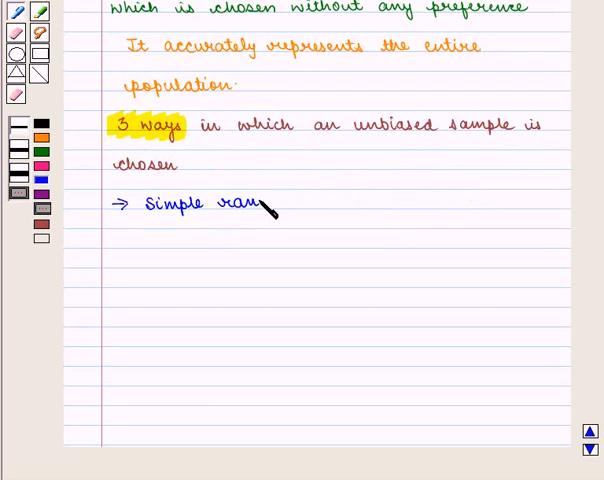 which is chosen without any preference
It accurately represents the entire
population.
3 ways in which an unbiased sample is
chosen
→ Simple ran